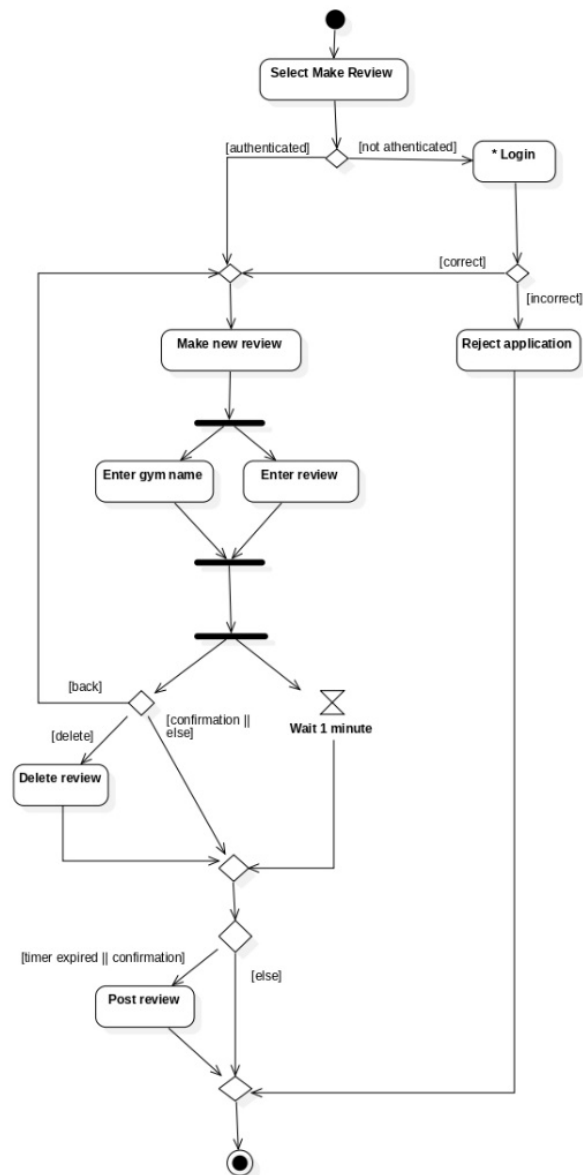 Select Make Review
[authenticated]
[not athenticated]
* Login
[correct]
[incorrect]
Make new review
Reject application
Enter gym name
Enter review
[back]
[confirmation ||
else]
[delete]
Wait 1 minute
Delete review
[timer expired || confirmation]
[else]
Post review